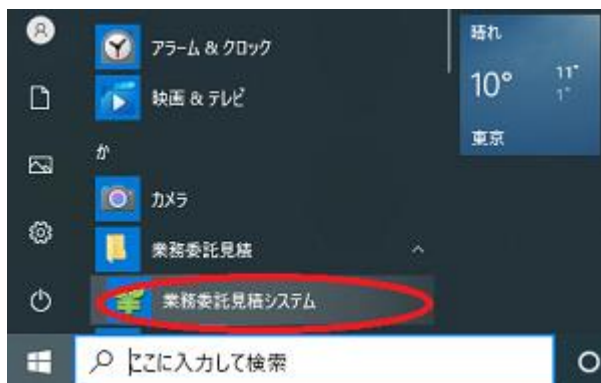 アラーム & クロック
映画 & テレビ
か
カメラ
業務委託見積
業務委託見積システム
ここに入力して検索
晴れ
10°
11°
1°
東京